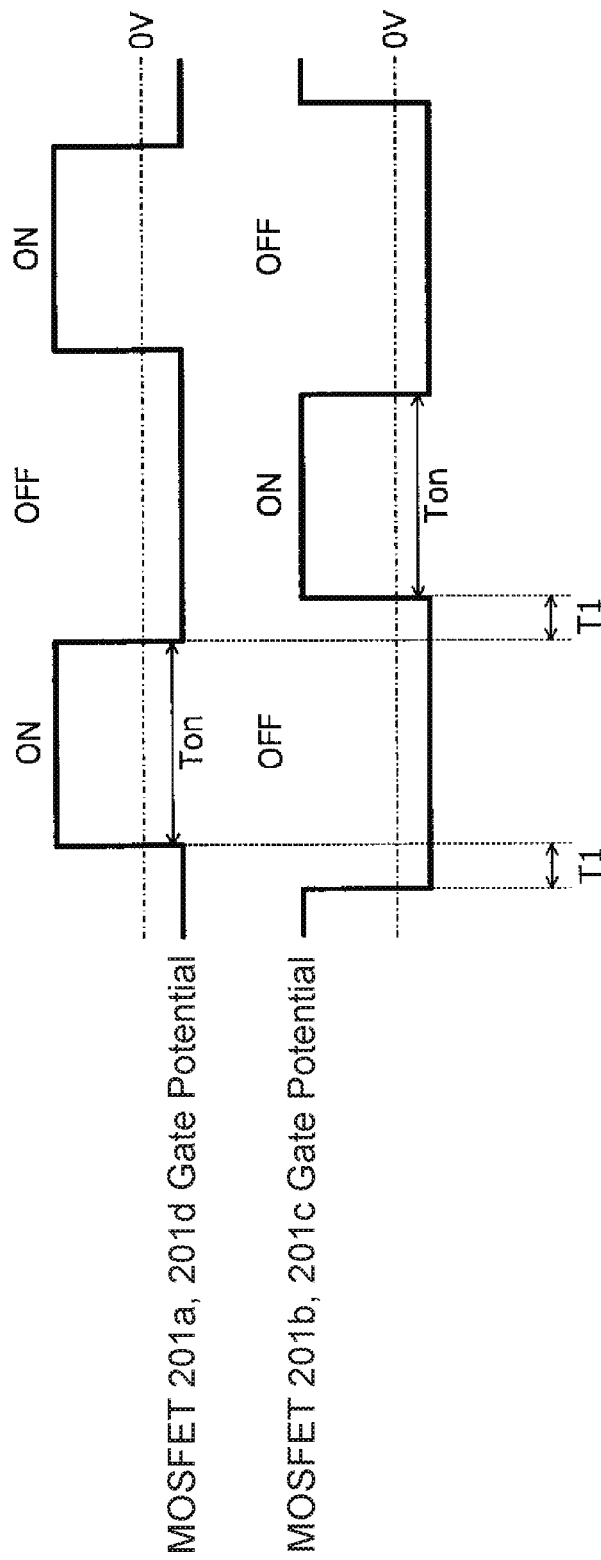 ON
OFF
ON
0V
MOSFET 201a, 201d Gate Potential
Ton
OFF
ON
OFF
MOSFET 201b, 201c Gate Potential
0V
Ton
T1
T1